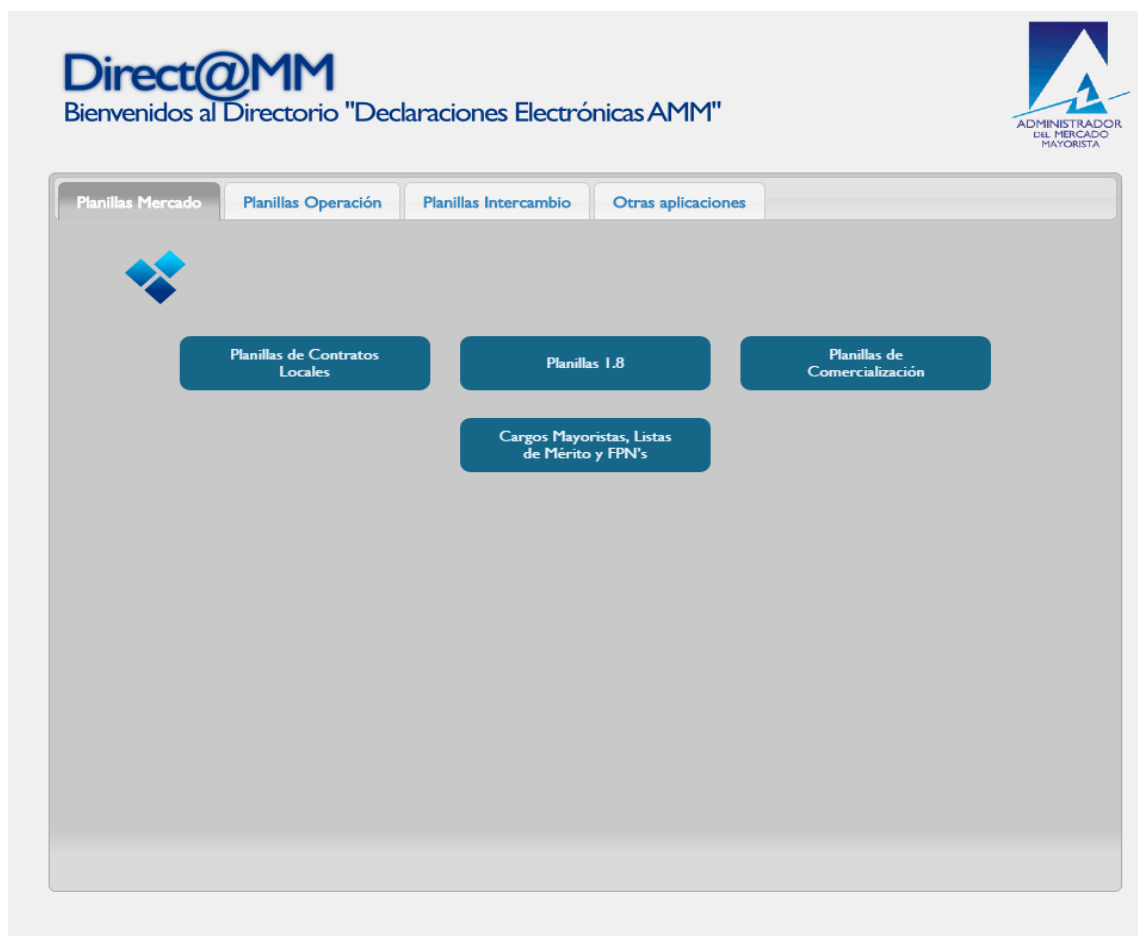 Direct@MM
Bienvenidos al Directorio "Declaraciones Electrónicas AMM"
ADMINISTRADOR
DEL MERCADO
MAYORISTA
Planillas Mercado
Planillas Operación
Planillas Intercambio
Otras aplicaciones
Planillas de Contratos
Locales
Planillas 1.8
Planillas de
Comercialización
Cargos Mayoristas, Listas
de Mérito y FPN's